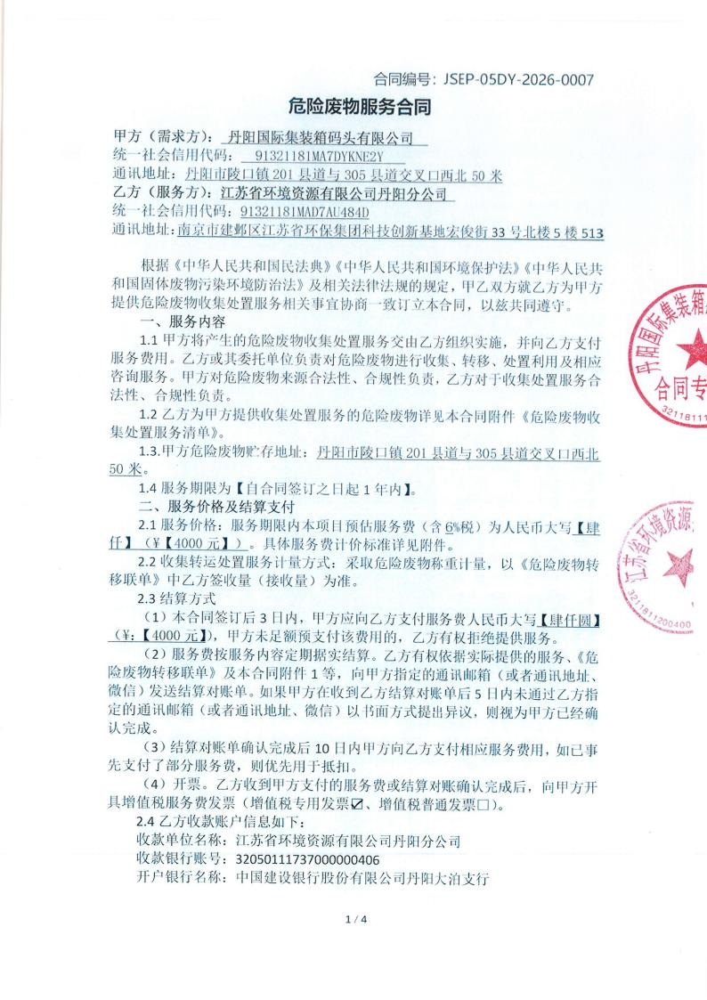 合同编号：JSEP-05DY-2026-0007
危险废物服务合同
甲方（需求方）：丹阳国际集装箱码头有限公司
统一社会信用代码：91321181MA7DYKNE2Y
通讯地址：丹阳市陵口镇 201 县道与 305 县道交叉口西北 50 米
乙方（服务方）：江苏省环境资源有限公司丹阳分公司
统一社会信用代码：91321181MAD7AU484D
通讯地址：南京市建邺区江苏省环保集团科技创新基地宏俊街 33 号北楼 5 楼 513
根据《中华人民共和国民法典》《中华人民共和国环境保护法》《中华人民共
和国固体废物污染环境防治法》及相关法律法规的规定，甲乙双方就乙方为甲方
提供危险废物收集处置服务相关事宜协商一致订立本合同，以兹共同遵守。
一、服务内容
1.1 甲方将产生的危险废物收集处置服务交由乙方组织实施，并向乙方支付
服务费用。乙方或其委托单位负责对危险废物进行收集、转移、处置利用及相应
咨询服务。甲方对危险废物来源合法性、合规性负责，乙方对于收集处置服务合
法性、合规性负责。
1.2 乙方为甲方提供收集处置服务的危险废物详见本合同附件《危险废物收
集处置服务清单》。
1.3.甲方危险废物贮存地址：丹阳市陵口镇 201 县道与 305 县道交叉口西北
50 米。
1.4 服务期限为【自合同签订之日起 1 年内】。
二、服务价格及结算支付
2.1 服务价格：服务期限内本项目预估服务费（含 6%税）为人民币大写【肆
仟】（¥【4000 元】）。具体服务费计价标准详见附件。
2.2 收集转运处置服务计量方式：采取危险废物称重计量，以《危险废物转
移联单》中乙方签收量（接收量）为准。
2.3 结算方式
（1）本合同签订后 3 日内，甲方应向乙方支付服务费人民币大写【肆仟圆】
（¥:【4000 元】），甲方未足额预支付该费用的，乙方有权拒绝提供服务。
（2）服务费按服务内容定期据实结算。乙方有权依据实际提供的服务、《危
险废物转移联单》及本合同附件 1 等，向甲方指定的通讯邮箱（或者通讯地址、
微信）发送结算对账单。如果甲方在收到乙方结算对账单后 5 日内未通过乙方指
定的通讯邮箱（或者通讯地址、微信）以书面方式提出异议，则视为甲方已经确
认完成。
（3）结算对账单确认完成后 10 日内甲方向乙方支付相应服务费用，如已事
先支付了部分服务费，则优先用于抵扣。
（4）开票。乙方收到甲方支付的服务费或结算对账确认完成后，向甲方开
具增值税服务费发票（增值税专用发票☑、增值税普通发票□）。
2.4 乙方收款账户信息如下：
收款单位名称：江苏省环境资源有限公司丹阳分公司
收款银行账号：32050111737000000406
开户银行名称：中国建设银行股份有限公司丹阳大泊支行
1 / 4
丹阳国际集装箱
合同专
3211811
江苏省环境资源
3211811200400